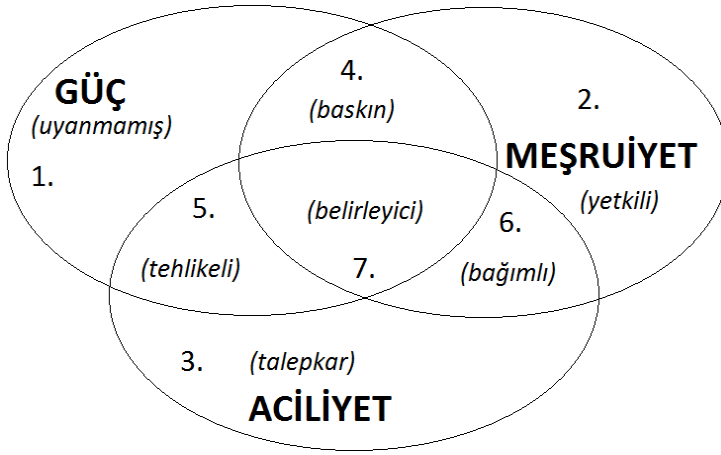 GÜÇ
(uyanmamış)
1.
4.
(baskın)
2.
MEŞRUİYET
(yetkili)
5.
(tehlikeli)
(belirleyici)
7.
6.
(bağımlı)
3.
(talepkar)
ACİLİYET